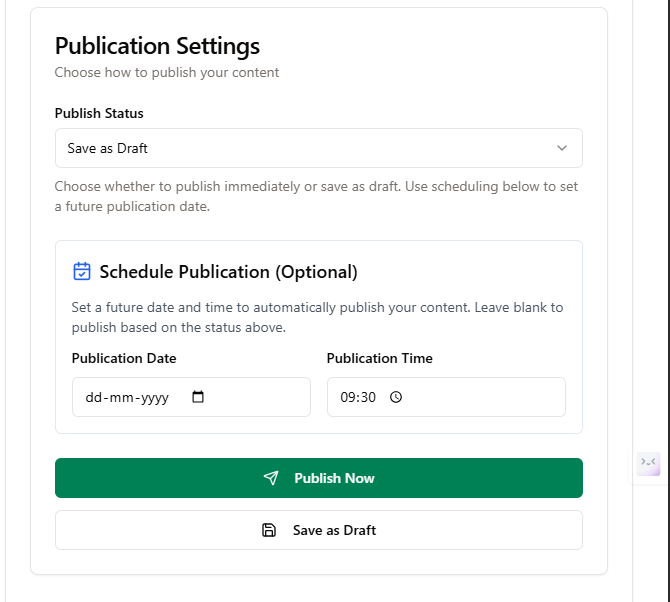 Publication Settings
Choose how to publish your content
Publish Status
Save as Draft
Choose whether to publish immediately or save as draft. Use scheduling below to set
a future publication date.
Schedule Publication (Optional)
Set a future date and time to automatically publish your content. Leave blank to
publish based on the status above.
Publication Date
Publication Time
dd-mm-yyyy
09:30
Publish Now
Save as Draft